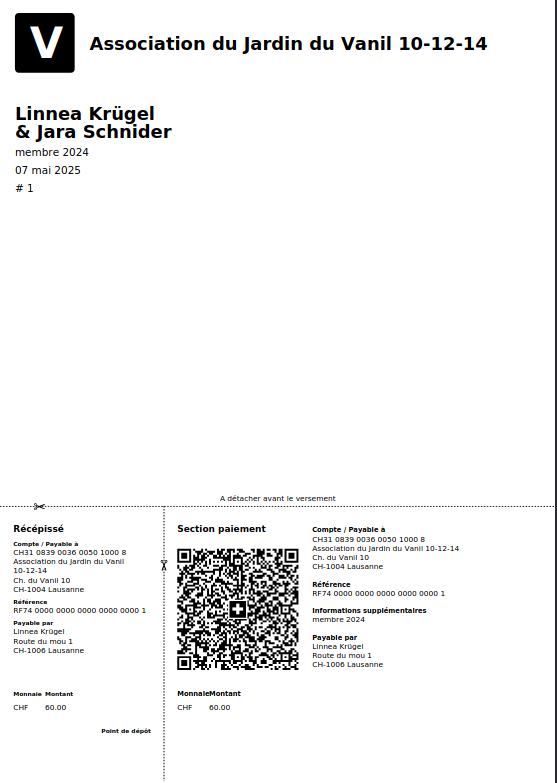 V
Association du Jardin du Vanil 10-12-14
Linnea Krügel
& Jara Schnider
membre 2024
07 mai 2025
# 1
A détacher avant le versement
Récépissé
Compte / Payable à
CH31 0839 0036 0050 1000 8
Association du Jardin du Vanil
10-12-14
Ch. du Vanil 10
CH-1004 Lausanne
Référence
RF74 0000 0000 0000 0000 0000 1
Payable par
Linnea Krügel
Route du mou 1
CH-1006 Lausanne
Monnaie Montant
CHF 60.00
Point de dépôt
Section paiement
MonnaieMontant
CHF 60.00
Compte / Payable à
CH31 0839 0036 0050 1000 8
Association du Jardin du Vanil 10-12-14
Ch. du Vanil 10
CH-1004 Lausanne
Référence
RF74 0000 0000 0000 0000 0000 1
Informations supplémentaires
membre 2024
Payable par
Linnea Krügel
Route du mou 1
CH-1006 Lausanne